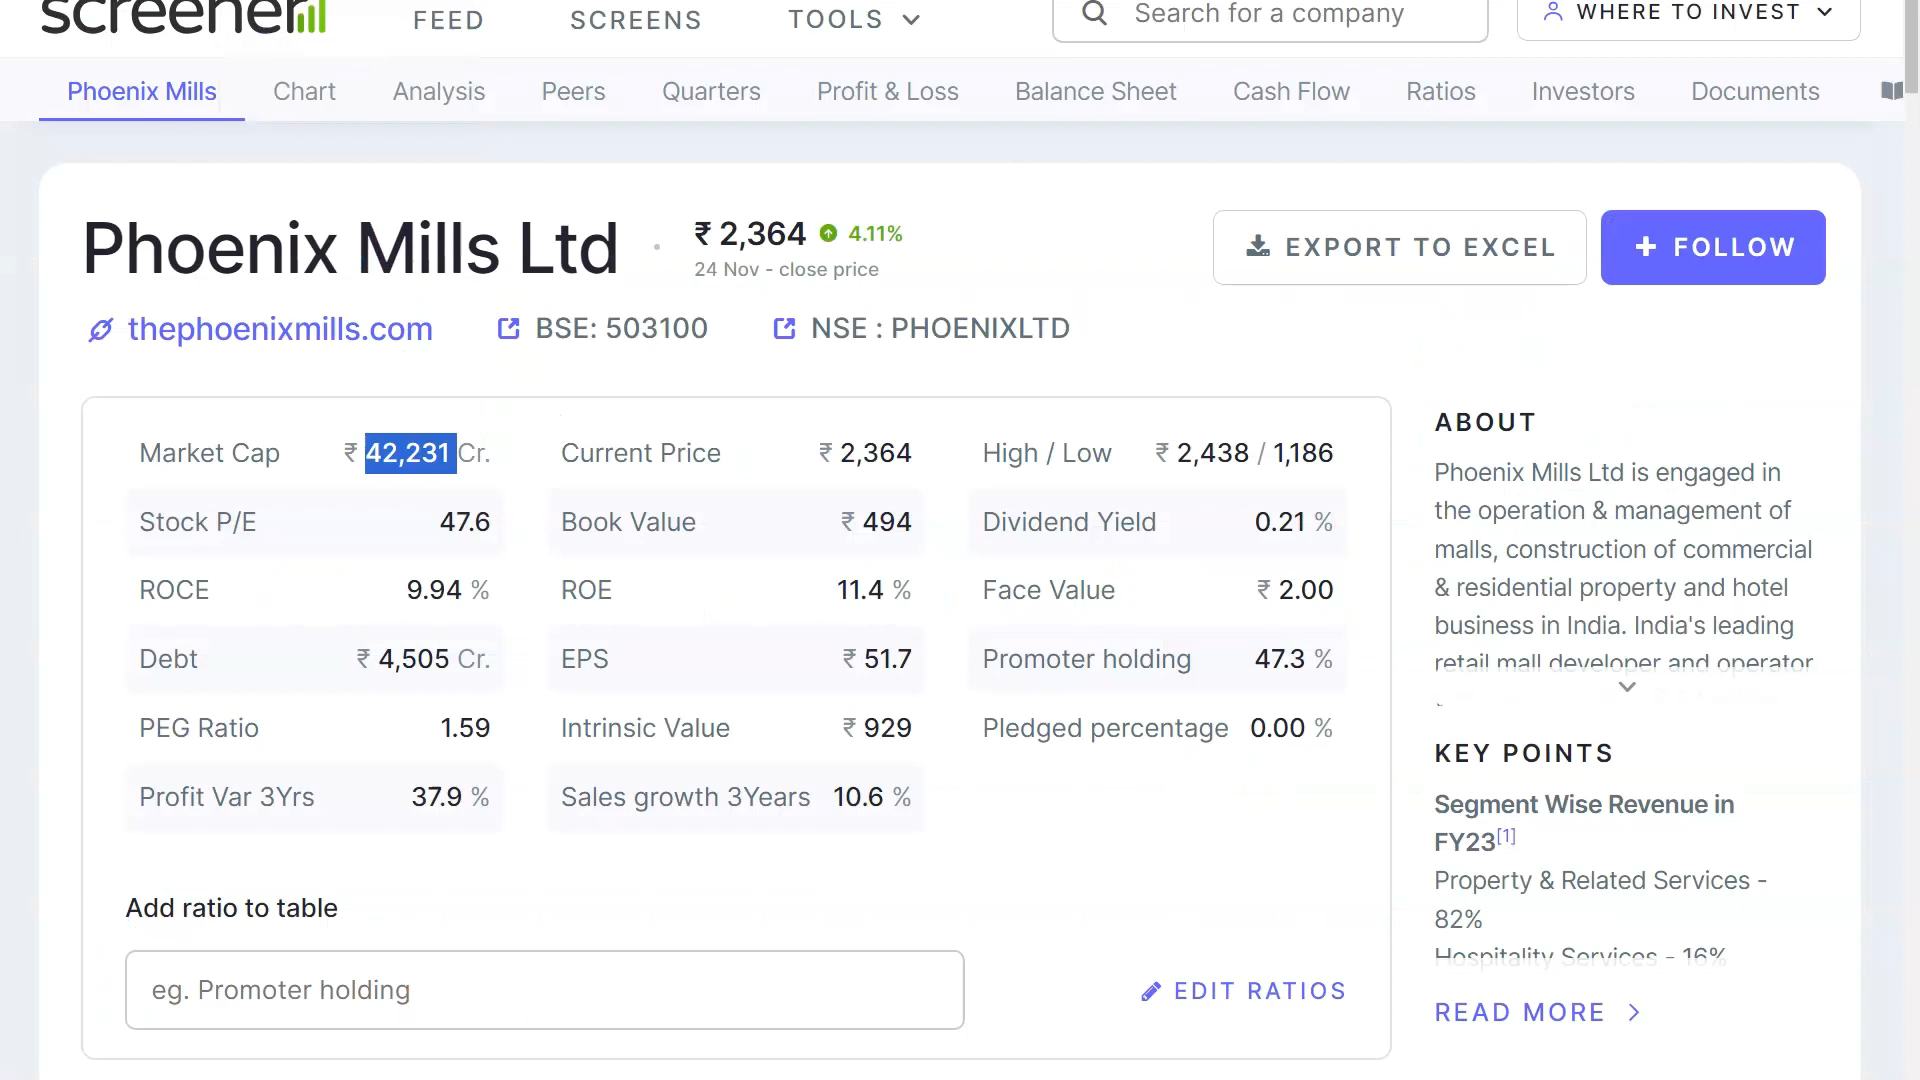 screener
FEED
SCREENS
TOOLS
Search for a company
WHERE TO INVEST
Phoenix Mills
Chart
Analysis
Peers
Quarters
Profit & Loss
Balance Sheet
Cash Flow
Ratios
Investors
Documents
Phoenix Mills Ltd
₹ 2,364 4.11%
24 Nov - close price
EXPORT TO EXCEL
+ FOLLOW
thephoenixmills.com
BSE: 503100
NSE : PHOENIXLTD
Market Cap ₹ 42,231 Cr.
Current Price ₹ 2,364
High / Low ₹ 2,438 / 1,186
Stock P/E 47.6
Book Value ₹ 494
Dividend Yield 0.21 %
ROCE 9.94 %
ROE 11.4 %
Face Value ₹ 2.00
Debt ₹ 4,505 Cr.
EPS ₹ 51.7
Promoter holding 47.3 %
PEG Ratio 1.59
Intrinsic Value ₹ 929
Pledged percentage 0.00 %
Profit Var 3Yrs 37.9 %
Sales growth 3Years 10.6 %
Add ratio to table
eg. Promoter holding
EDIT RATIOS
ABOUT
Phoenix Mills Ltd is engaged in
the operation & management of
malls, construction of commercial
& residential property and hotel
business in India. India's leading
retail mall developer and operator
KEY POINTS
Segment Wise Revenue in
FY23[1]
Property & Related Services -
82%
Hospitality Services - 16%
READ MORE